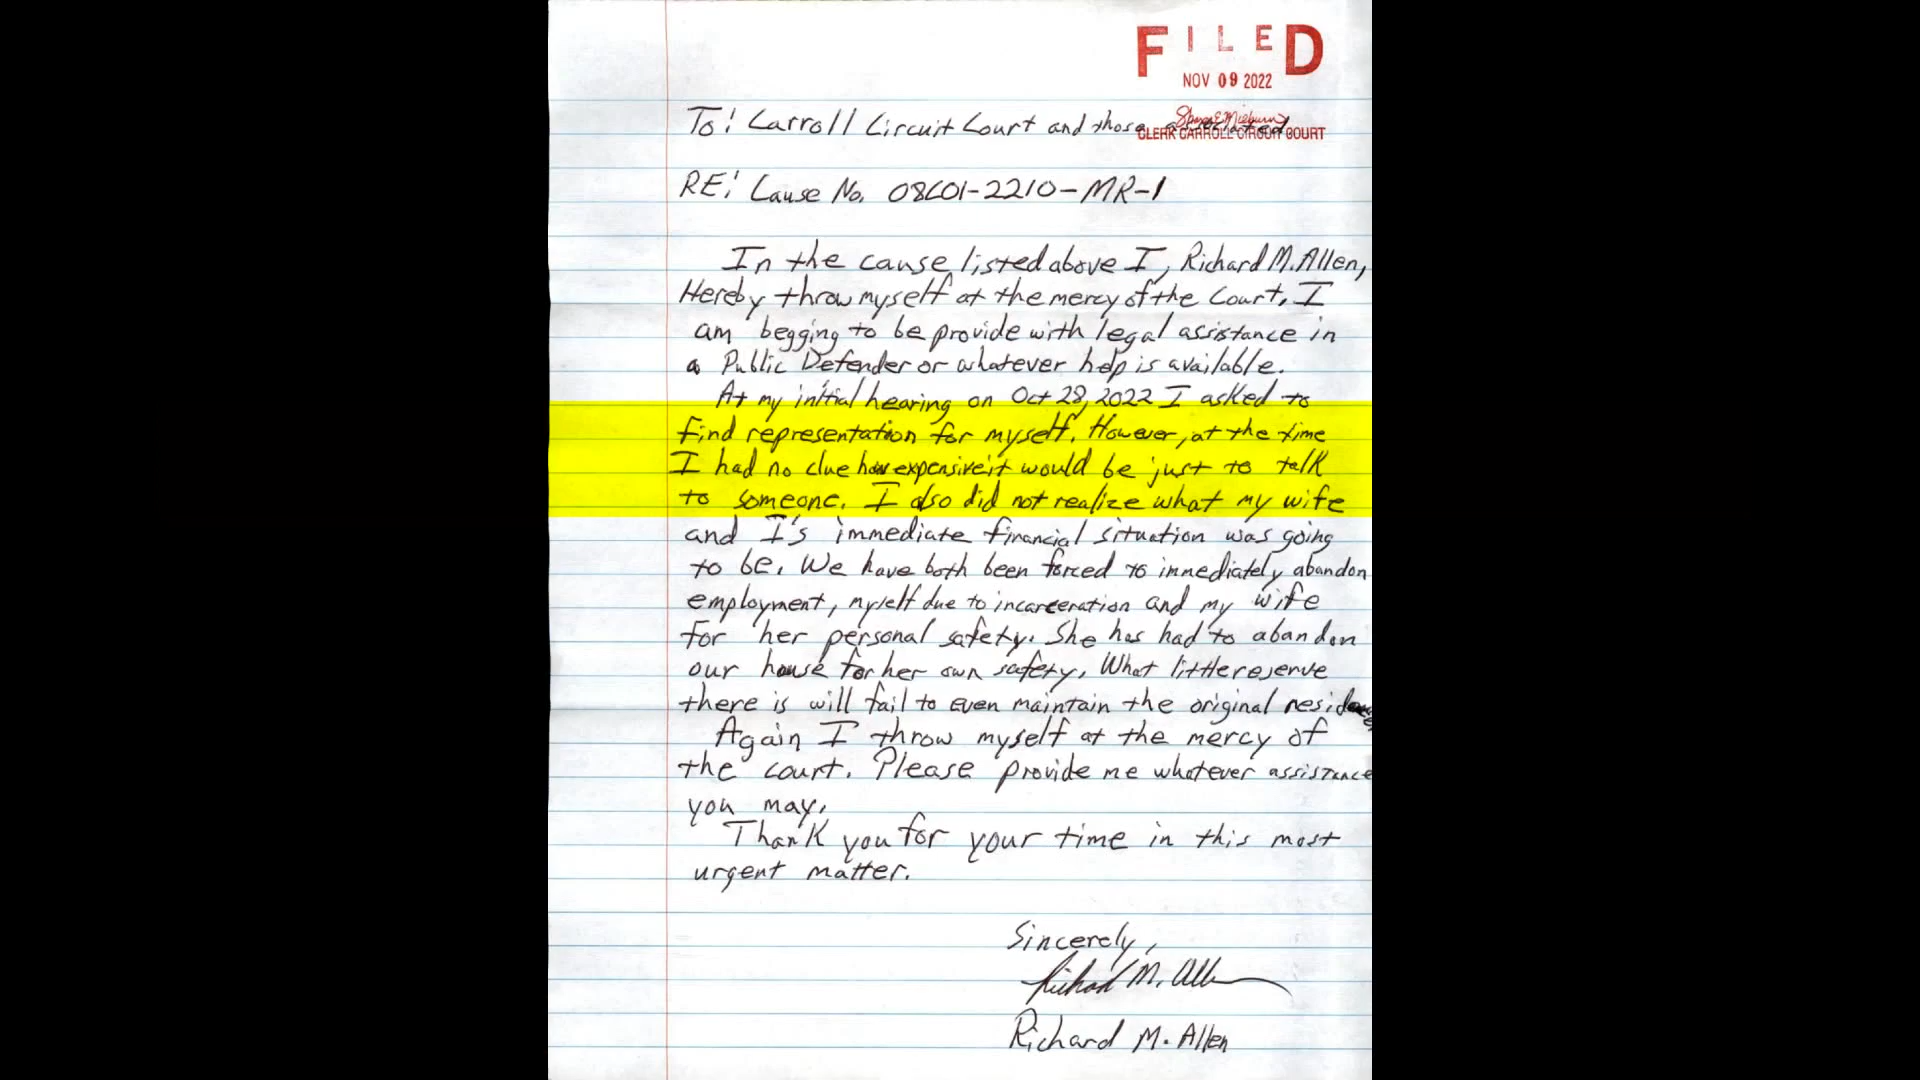 FILED
NOV 09 2022
To: Carroll Circuit Court and those associated
CLERK CARROLL CIRCUIT COURT
RE: Cause No. 08C01-2210-MR-1
In the cause listed above I, Richard M. Allen,
Hereby throw myself at the mercy of the Court. I
am begging to be provide with legal assistance in
a Public Defender or whatever help is available.
At my initial hearing on Oct 28, 2022 I asked to
find representation for myself. However, at the time
I had no clue how expensive it would be just to talk
to someone. I also did not realize what my wife
and I's immediate financial situation was going
to be. We have both been forced to immediately abandon
employment, myself due to incarceration and my wife
for her personal safety. She has had to abandon
our house for her own safety. What little reserve
there is will fail to even maintain the original residence
Again I throw myself at the mercy of
the court. Please provide me whatever assistance
you may.
Thank you for your time in this most
urgent matter.
Sincerely,
Richard M. Allen
Richard M. Allen